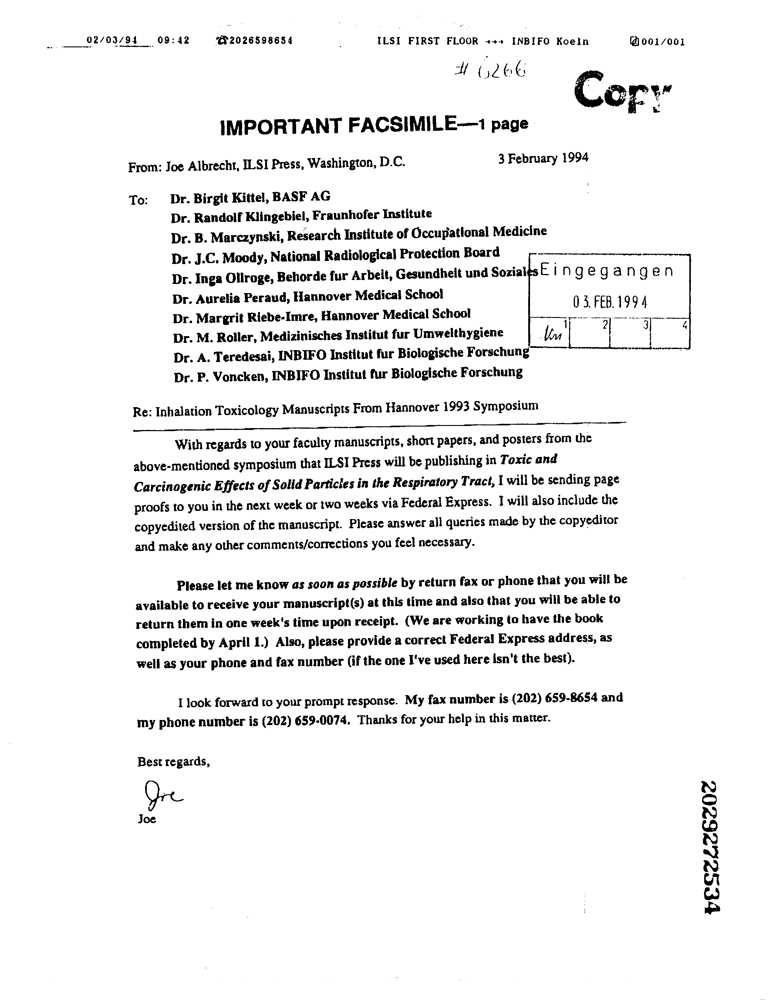 02/03/94 09:42 ☎2026598654 ILSI FIRST FLOOR →→→ INBIFO Koeln 001/001
# 6266
Copy
IMPORTANT FACSIMILE—1 page
From: Joe Albrecht, ILSI Press, Washington, D.C. 3 February 1994
To: Dr. Birgit Kittel, BASF AG
Dr. Randolf Klingebiel, Fraunhofer Institute
Dr. B. Marczynski, Research Institute of Occupational Medicine
Dr. J.C. Moody, National Radiological Protection Board
Dr. Inga Ollroge, Behorde fur Arbeit, Gesundheit und Soziales
Dr. Aurelia Peraud, Hannover Medical School
Dr. Margrit Riebe-Imre, Hannover Medical School
Dr. M. Roller, Medizinisches Institut fur Umwelthygiene
Dr. A. Teredesai, INBIFO Institut fur Biologische Forschung
Dr. P. Voncken, INBIFO Institut fur Biologische Forschung
Eingegangen
03. FEB. 1994
1 2 3 4
Re: Inhalation Toxicology Manuscripts From Hannover 1993 Symposium
With regards to your faculty manuscripts, short papers, and posters from the
above-mentioned symposium that ILSI Press will be publishing in Toxic and
Carcinogenic Effects of Solid Particles in the Respiratory Tract, I will be sending page
proofs to you in the next week or two weeks via Federal Express. I will also include the
copyedited version of the manuscript. Please answer all queries made by the copyeditor
and make any other comments/corrections you feel necessary.
Please let me know as soon as possible by return fax or phone that you will be
available to receive your manuscript(s) at this time and also that you will be able to
return them in one week's time upon receipt. (We are working to have the book
completed by April 1.) Also, please provide a correct Federal Express address, as
well as your phone and fax number (if the one I've used here isn't the best).
I look forward to your prompt response. My fax number is (202) 659-8654 and
my phone number is (202) 659-0074. Thanks for your help in this matter.
Best regards,
Joe
Joe
2029272534